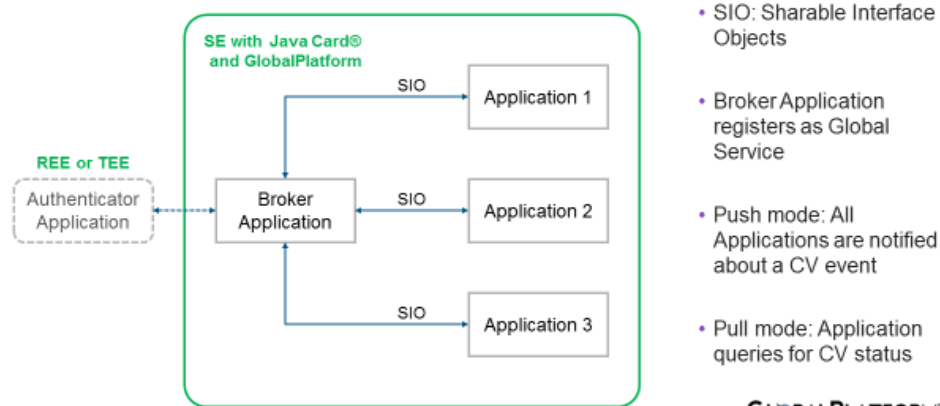 SE with Java Card®
and GlobalPlatform
SIO
Application 1
REE or TEE
Authenticator
Application
Broker
Application
SIO
Application 2
SIO
Application 3
• SIO: Sharable Interface
Objects
• Broker Application
registers as Global
Service
• Push mode: All
Applications are notified
about a CV event
• Pull mode: Application
queries for CV status